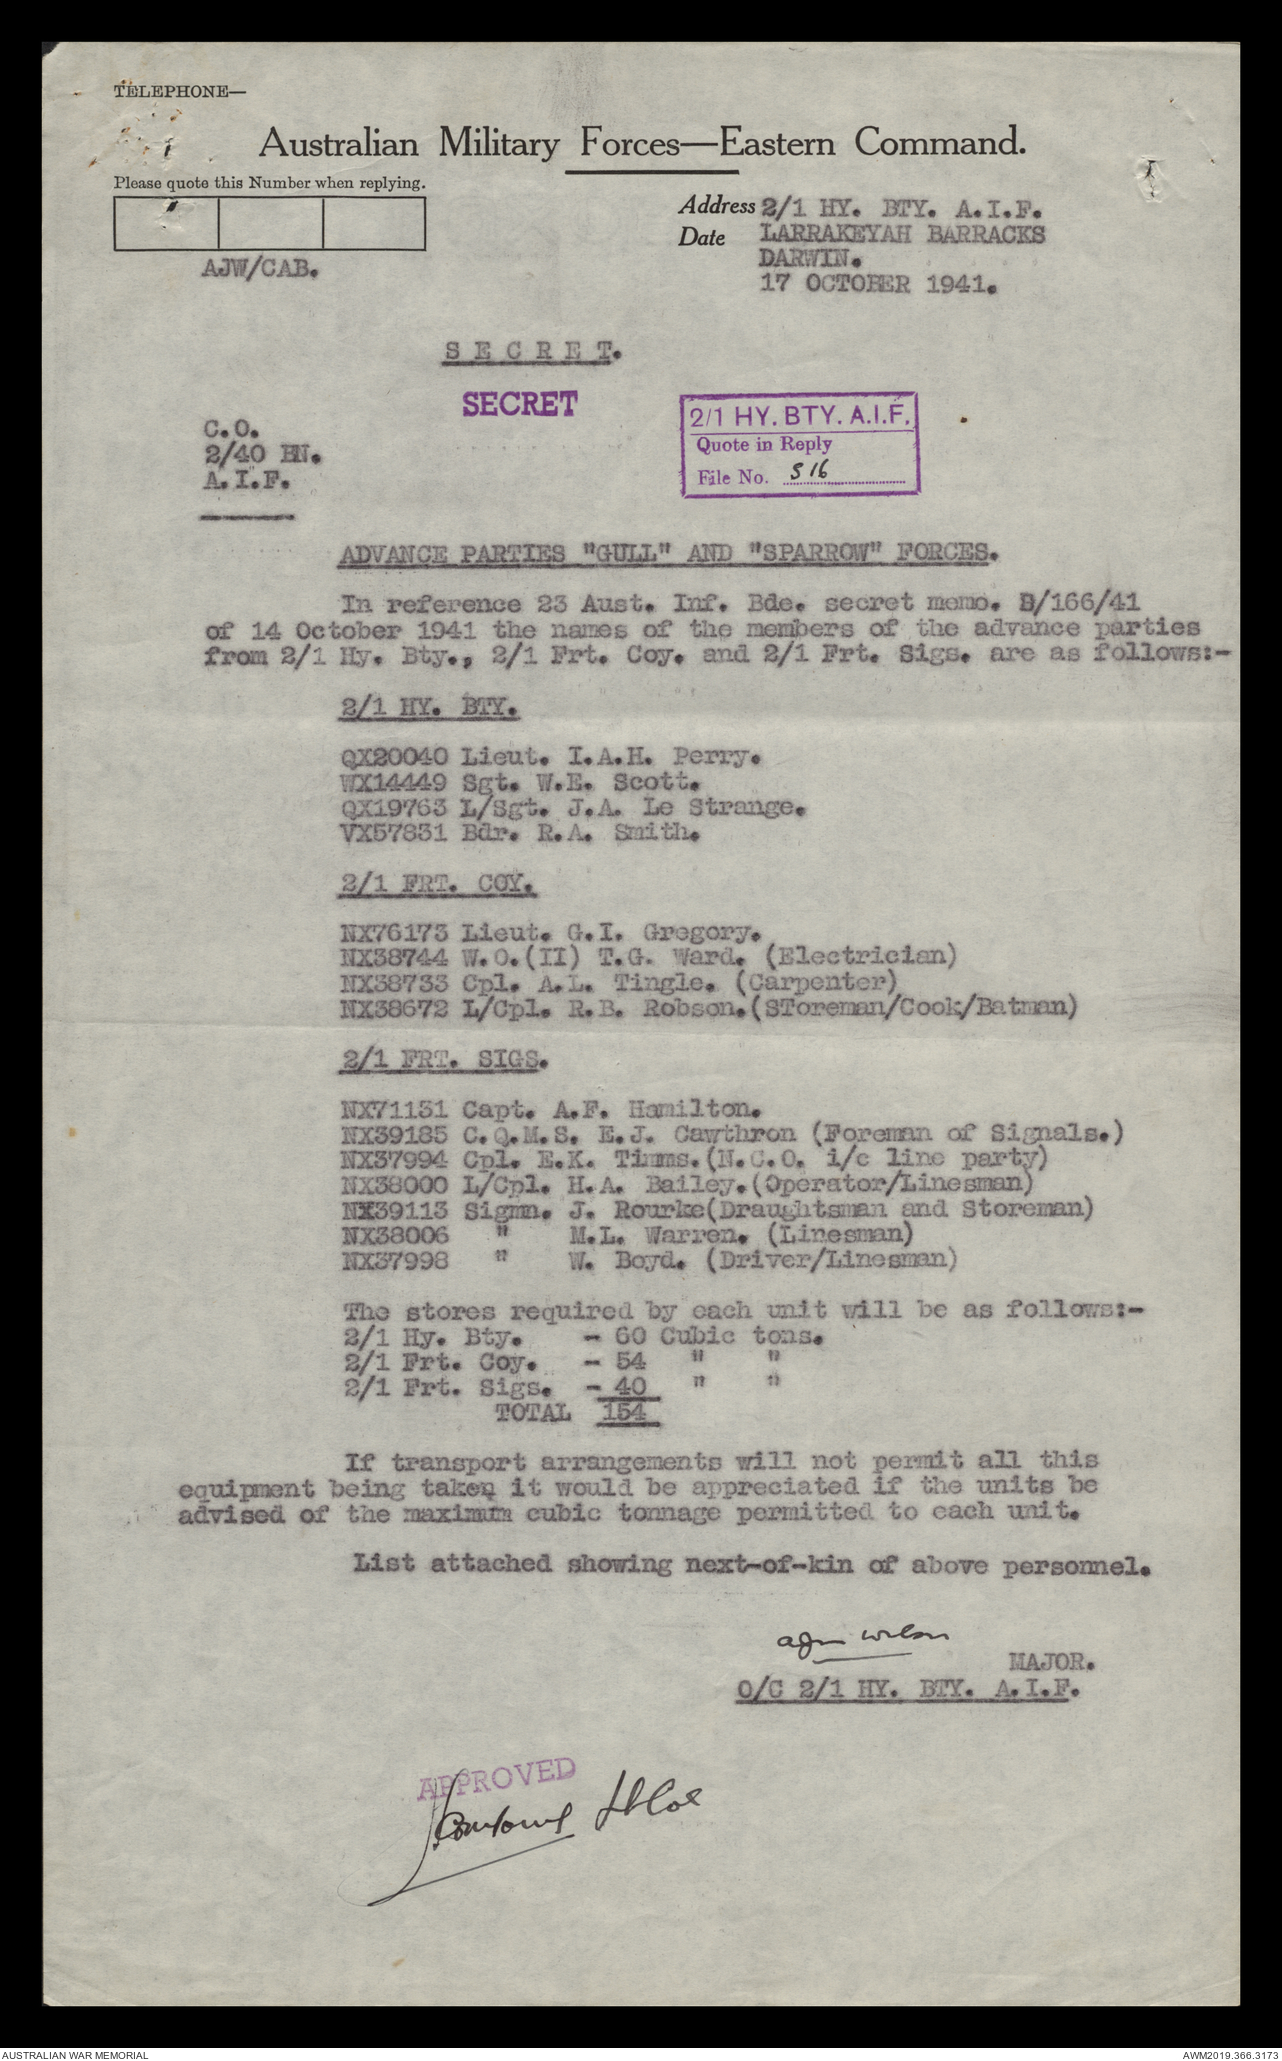 TELEPHONE—
Australian Military Forces—Eastern Command.
Please quote this Number when replying.
Address 2/1 HY. BTY. A.I.F.
Date LARRAKEYAH BARRACKS
DARWIN.
17 OCTOBER 1941.
AJW/CAB.
S E C R E T.
SECRET
2/1 HY. BTY. A.I.F.
Quote in Reply
File No. S16
C.O.
2/40 BN.
A.I.F.
ADVANCE PARTIES "GULL" AND "SPARROW" FORCES.
In reference 23 Aust. Inf. Bde. secret memo. B/166/41
of 14 October 1941 the names of the members of the advance parties
from 2/1 Hy. Bty., 2/1 Frt. Coy. and 2/1 Frt. Sigs. are as follows:-
2/1 HY. BTY.
QX20040 Lieut. I.A.H. Perry.
WX14449 Sgt. W.E. Scott.
QX19763 L/Sgt. J.A. Le Strange.
VX57831 Bdr. R.A. Smith.
2/1 FRT. COY.
NX76173 Lieut. G.I. Gregory.
NX38744 W.O.(II) T.G. Ward. (Electrician)
NX38733 Cpl. A.L. Tingle. (Carpenter)
NX38672 L/Cpl. R.B. Robson.(SToreman/Cook/Batman)
2/1 FRT. SIGS.
NX71131 Capt. A.F. Hamilton.
NX39185 C.Q.M.S. E.J. Cawthron (Foreman of Signals.)
NX37994 Cpl. E.K. Timms.(N.C.O. i/c line party)
NX38000 L/Cpl. H.A. Bailey.(Operator/Linesman)
NX39113 Sigmn. J. Rourke(Draughtsman and Storeman)
NX38006 " M.L. Warren. (Linesman)
NX37998 " W. Boyd. (Driver/Linesman)
The stores required by each unit will be as follows:-
2/1 Hy. Bty. - 60 Cubic tons.
2/1 Frt. Coy. - 54 " "
2/1 Frt. Sigs. - 40 " "
TOTAL 154
If transport arrangements will not permit all this
equipment being taken it would be appreciated if the units be
advised of the maximum cubic tonnage permitted to each unit.
List attached showing next-of-kin of above personnel.
MAJOR.
O/C 2/1 HY. BTY. A.I.F.
APPROVED
AUSTRALIAN WAR MEMORIAL
AWM2019.366.3173